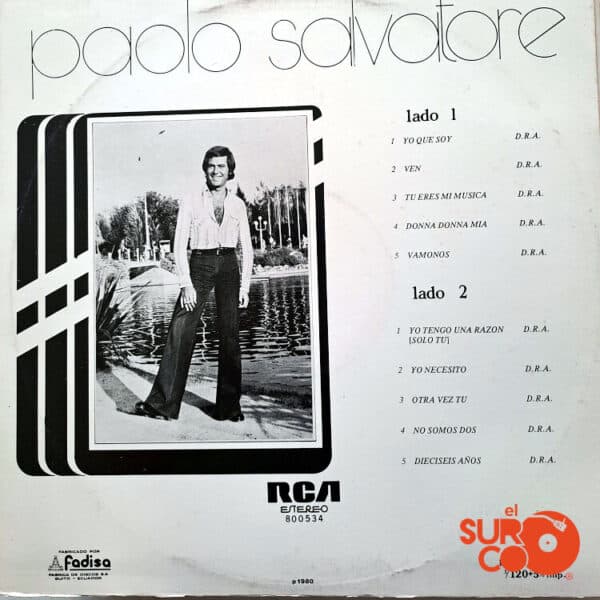 paolo salvatore
lado 1
1 YO QUE SOY D.R.A.
2 VEN D.R.A.
3 TU ERES MI MUSICA D.R.A.
4 DONNA DONNA MIA D.R.A.
5 VAMONOS D.R.A.
lado 2
1 YO TENGO UNA RAZON D.R.A.
[SOLO TU]
2 YO NECESITO D.R.A.
3 OTRA VEZ TU D.R.A.
4 NO SOMOS DOS D.R.A.
5 DIECISEIS AÑOS D.R.A.
RCA
ESTEREO
800534
FABRICADO POR
fadisa
FABRICA DE DISCOS S.A.
QUITO - ECUADOR
p 1980
el
SURCO